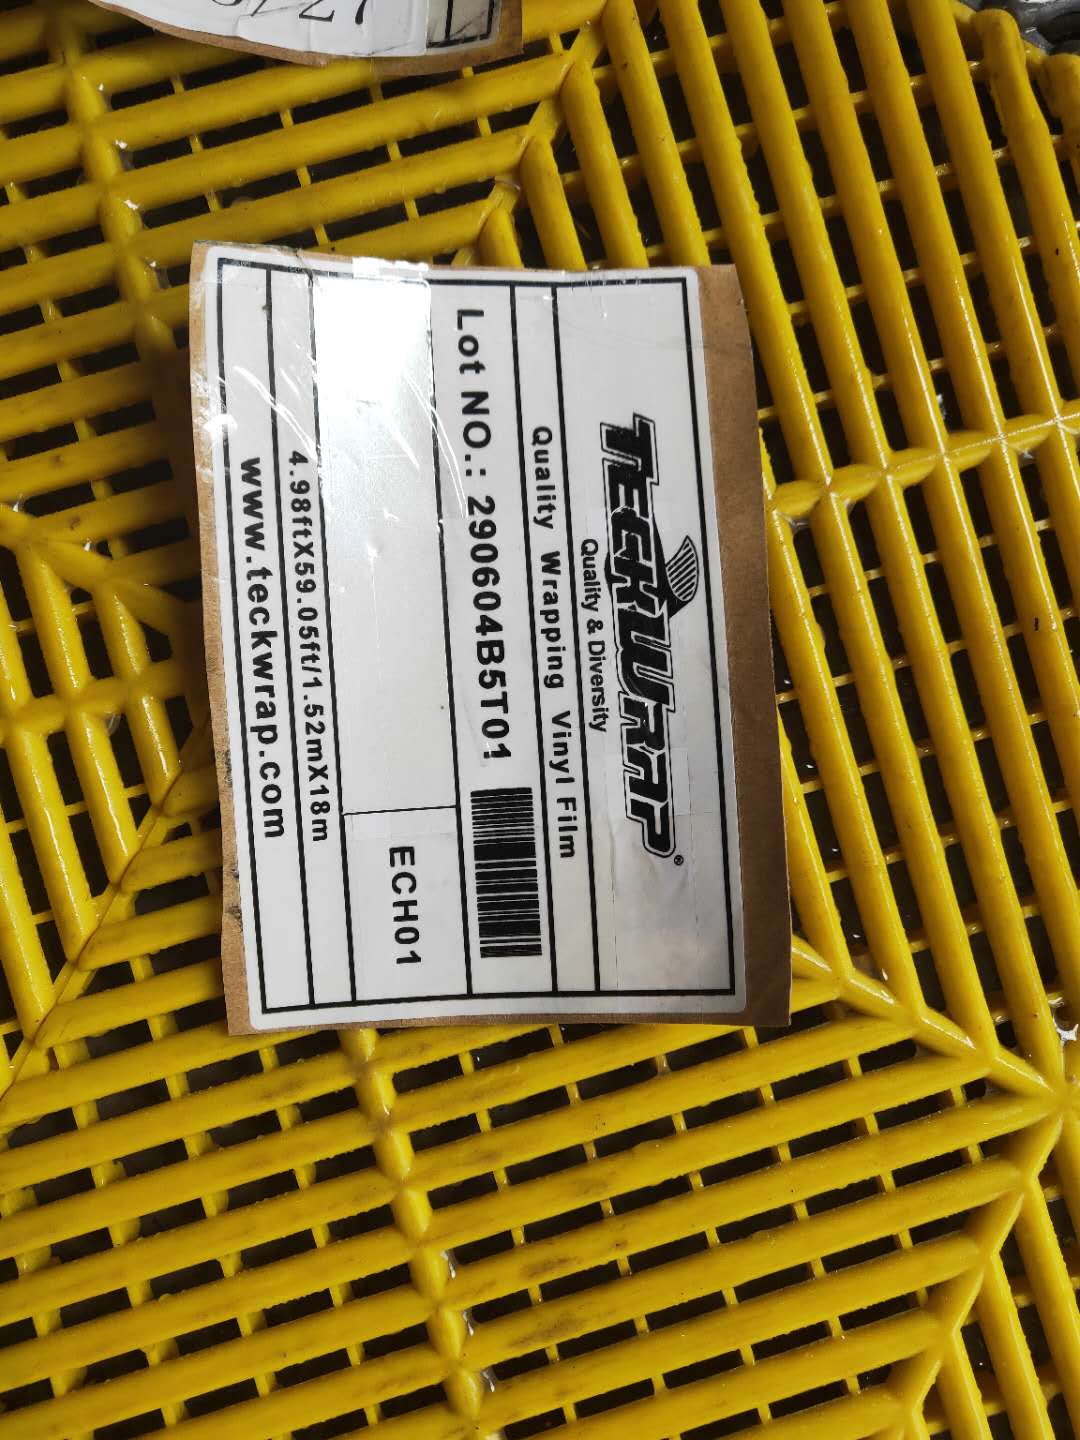 TECKWRAP®
Quality & Diversity
Quality Wrapping Vinyl Film
Lot NO.: 290604B5T01
ECH01
4.98ftX59.05ft/1.52mX18m
www.teckwrap.com